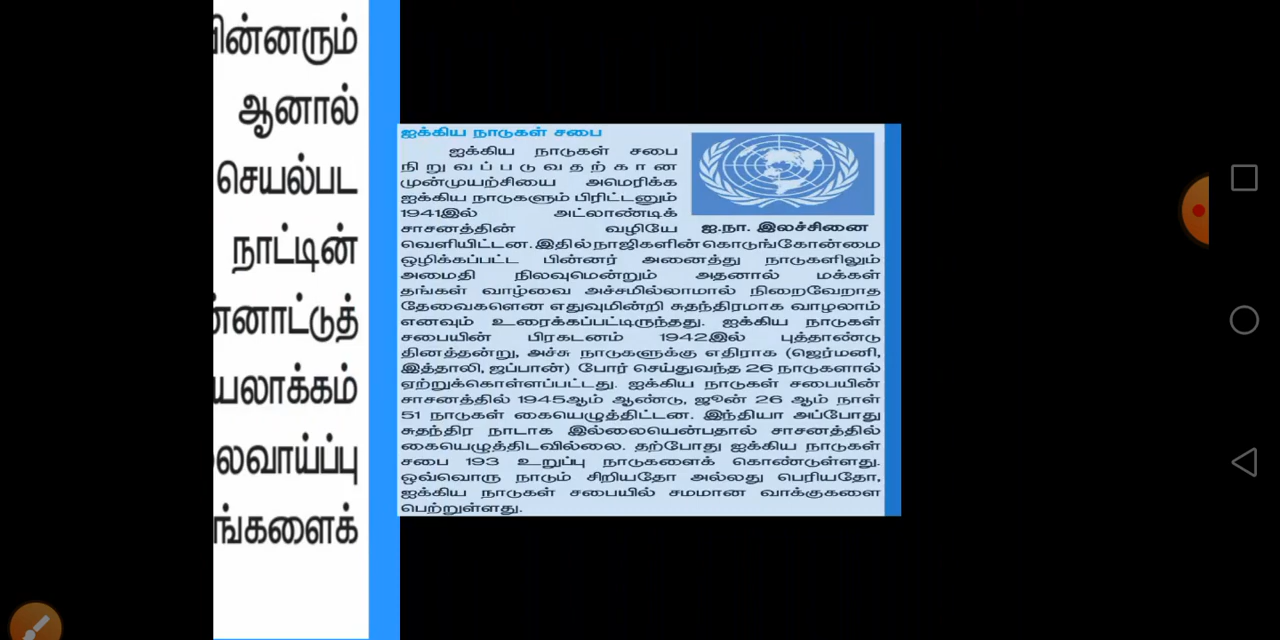 பின்னரும்
ஆனால்
செயல்பட
நாட்டின்
ன்னாட்டுத்
யலாக்கம்
லைவாய்ப்பு
ங்களைக்
ஐக்கிய நாடுகள் சபை
ஐக்கிய நாடுகள் சபை
நிறுவப்படுவதற்கான
முன்முயற்சியை அமெரிக்க
ஐக்கிய நாடுகளும் பிரிட்டனும்
1941இல் அட்லாண்டிக்
சாசனத்தின் வழியே
ஐ.நா. இலச்சினை
வெளியிட்டன. இதில் நாஜிகளின் கொடுங்கோன்மை
ஒழிக்கப்பட்ட பின்னர் அனைத்து நாடுகளிலும்
அமைதி நிலவுமென்றும் அதனால் மக்கள்
தங்கள் வாழ்வை அச்சமில்லாமல் நிறைவேறாத
தேவைகளென எதுவுமின்றி சுதந்திரமாக வாழலாம்
எனவும் உரைக்கப்பட்டிருந்தது. ஐக்கிய நாடுகள்
சபையின் பிரகடனம் 1942இல் புத்தாண்டு
தினத்தன்று, அச்சு நாடுகளுக்கு எதிராக (ஜெர்மனி,
இத்தாலி, ஜப்பான்) போர் செய்துவந்த 26 நாடுகளால்
ஏற்றுக்கொள்ளப்பட்டது. ஐக்கிய நாடுகள் சபையின்
சாசனத்தில் 1945ஆம் ஆண்டு, ஜூன் 26 ஆம் நாள்
51 நாடுகள் கையெழுத்திட்டன. இந்தியா அப்போது
சுதந்திர நாடாக இல்லையென்பதால் சாசனத்தில்
கையெழுத்திடவில்லை. தற்போது ஐக்கிய நாடுகள்
சபை 193 உறுப்பு நாடுகளைக் கொண்டுள்ளது.
ஒவ்வொரு நாடும் சிறியதோ அல்லது பெரியதோ,
ஐக்கிய நாடுகள் சபையில் சமமான வாக்குகளை
பெற்றுள்ளது.